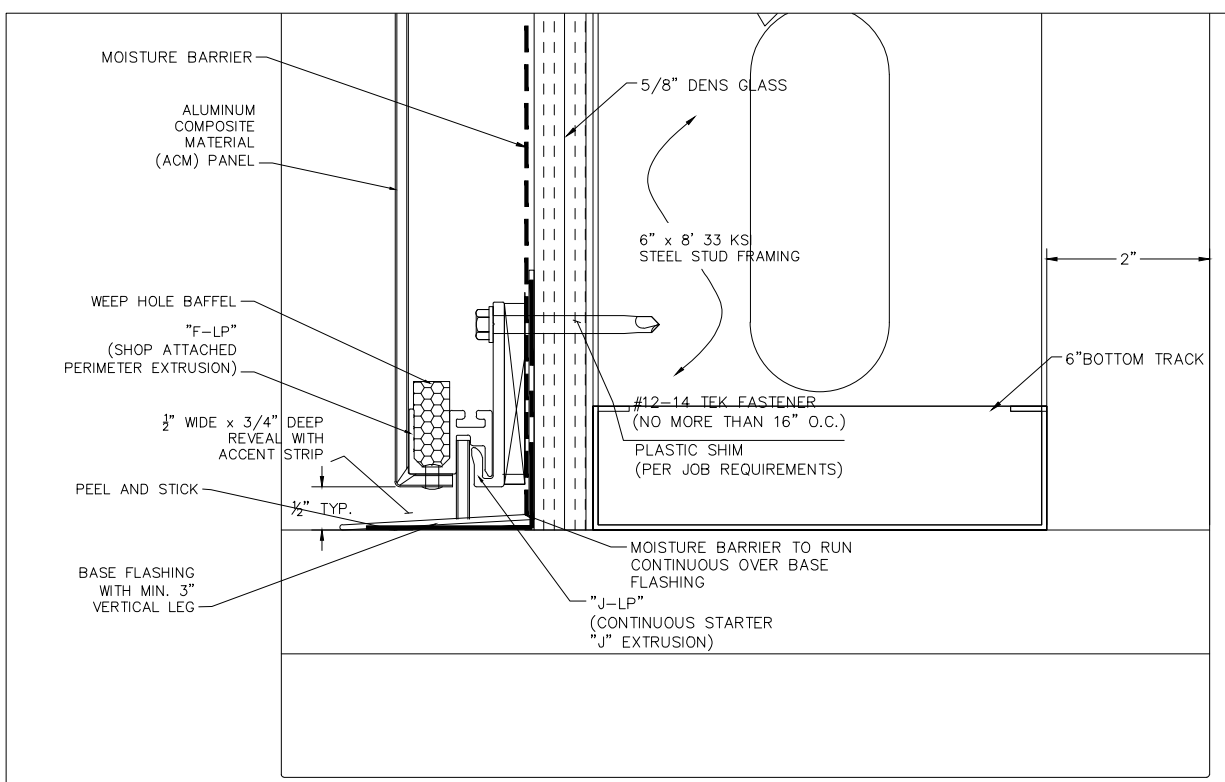 MOISTURE BARRIER
ALUMINUM
COMPOSITE
MATERIAL
(ACM) PANEL
WEEP HOLE BAFFEL
"F-LP"
(SHOP ATTACHED
PERIMETER EXTRUSION)
½" WIDE x 3/4" DEEP
REVEAL WITH
ACCENT STRIP
PEEL AND STICK
½" TYP.
BASE FLASHING
WITH MIN. 3"
VERTICAL LEG
5/8" DENS GLASS
6" x 8' 33 KSI
STEEL STUD FRAMING
2"
6"BOTTOM TRACK
#12-14 TEK FASTENER
(NO MORE THAN 16" O.C.)
PLASTIC SHIM
(PER JOB REQUIREMENTS)
MOISTURE BARRIER TO RUN
CONTINUOUS OVER BASE
FLASHING
"J-LP"
(CONTINUOUS STARTER
"J" EXTRUSION)